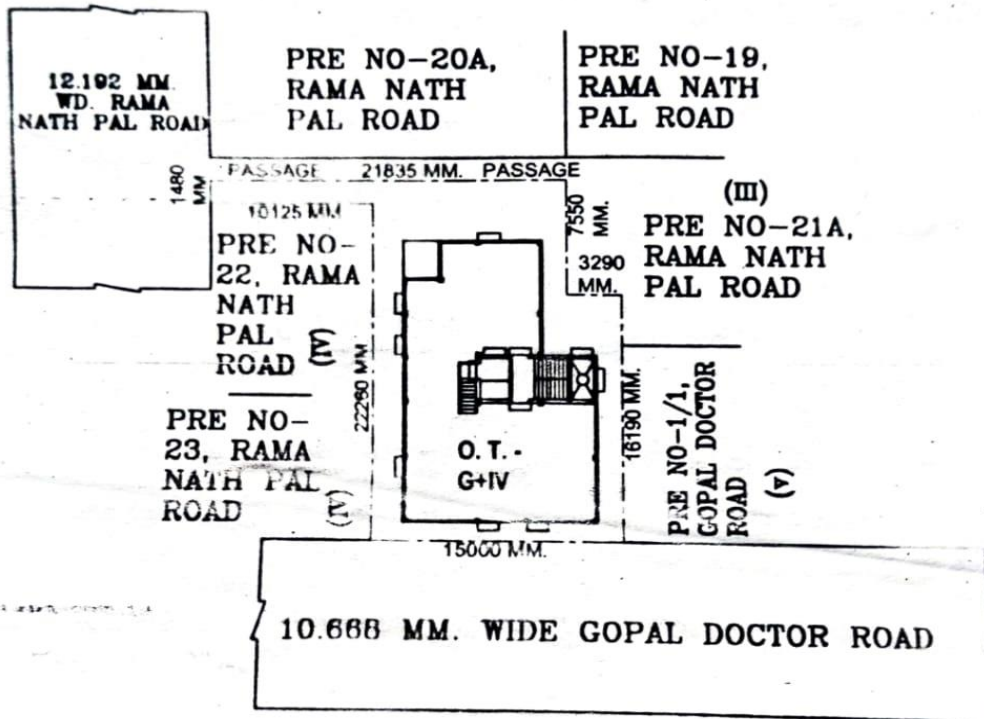 12.192 MM.
WD. RAMA
NATH PAL ROAD
PRE NO-20A,
RAMA NATH
PAL ROAD
PRE NO-19,
RAMA NATH
PAL ROAD
1480
MM
PASSAGE 21835 MM. PASSAGE
10125 MM
7550
MM.
3290
MM.
(III)
PRE NO-21A,
RAMA NATH
PAL ROAD
PRE NO-
22, RAMA
NATH
PAL
ROAD
(IV)
22260 MM
PRE NO-
23, RAMA
NATH PAL
ROAD
(IV)
O. T. -
G+IV
16190 MM.
PRE NO-1/1,
GOPAL DOCTOR
ROAD
(V)
15000 MM.
10.668 MM. WIDE GOPAL DOCTOR ROAD